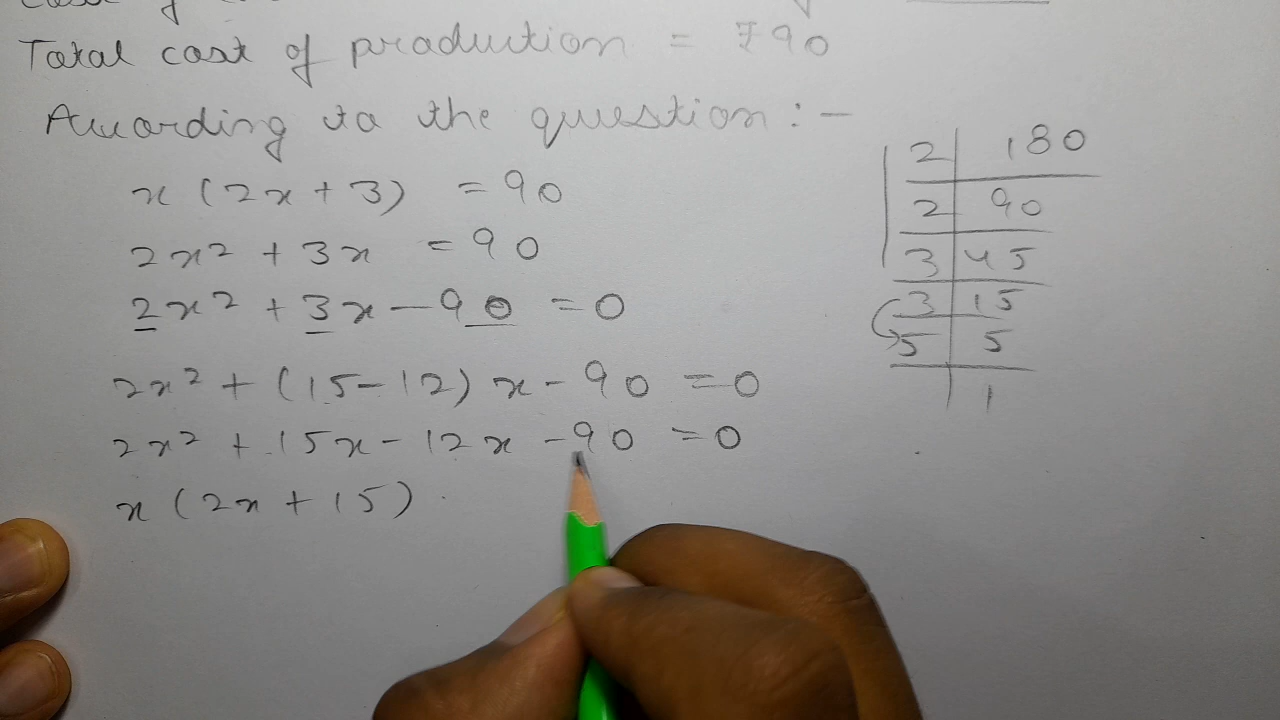 Total cost of production = ₹90
According to the question :-
x (2x + 3) = 90
2x² + 3x = 90
2x² + 3x - 90 = 0
2x² + (15-12) x - 90 = 0
2x² + 15x - 12x - 90 = 0
x (2x + 15)
2 180
2 90
3 45
3 15
5 5
1